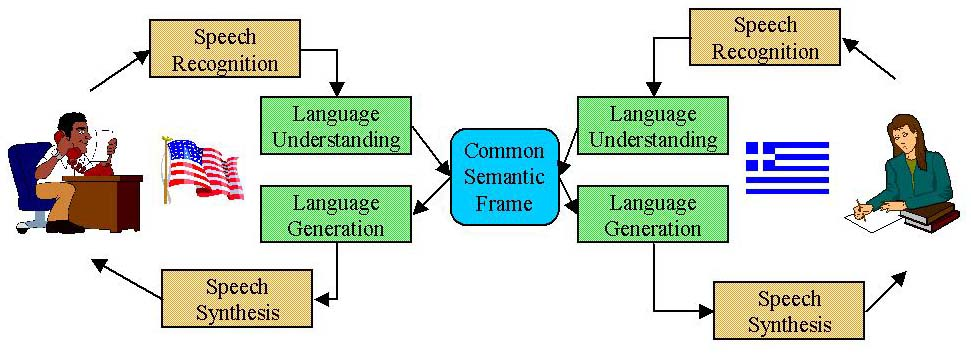 Speech
Recognition
Speech
Recognition
Language
Understanding
Language
Understanding
Common
Semantic
Frame
Language
Generation
Language
Generation
Speech
Synthesis
Speech
Synthesis